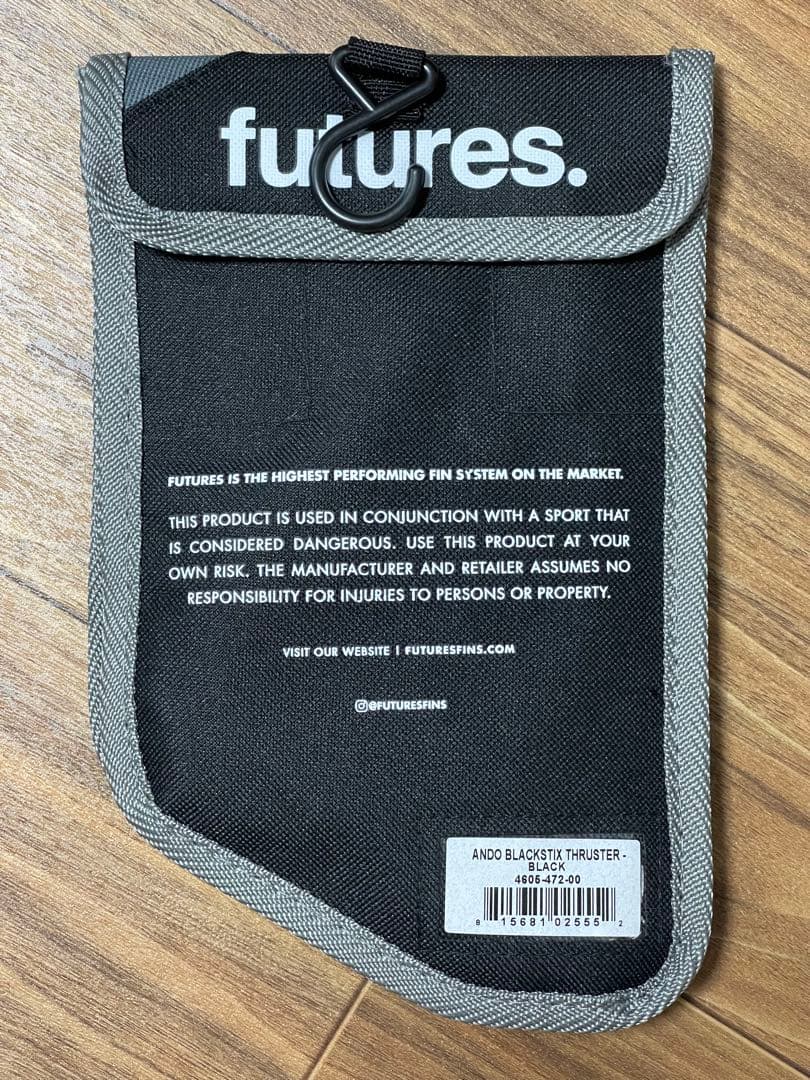 futures.
FUTURES IS THE HIGHEST PERFORMING FIN SYSTEM ON THE MARKET.
THIS PRODUCT IS USED IN CONJUNCTION WITH A SPORT THAT
IS CONSIDERED DANGEROUS. USE THIS PRODUCT AT YOUR
OWN RISK. THE MANUFACTURER AND RETAILER ASSUMES NO
RESPONSIBILITY FOR INJURIES TO PERSONS OR PROPERTY.
VISIT OUR WEBSITE | FUTURESFINS.COM
@FUTURESFINS
ANDO BLACKSTIX THRUSTER -
BLACK
4605-472-00
8 15681 02555 2